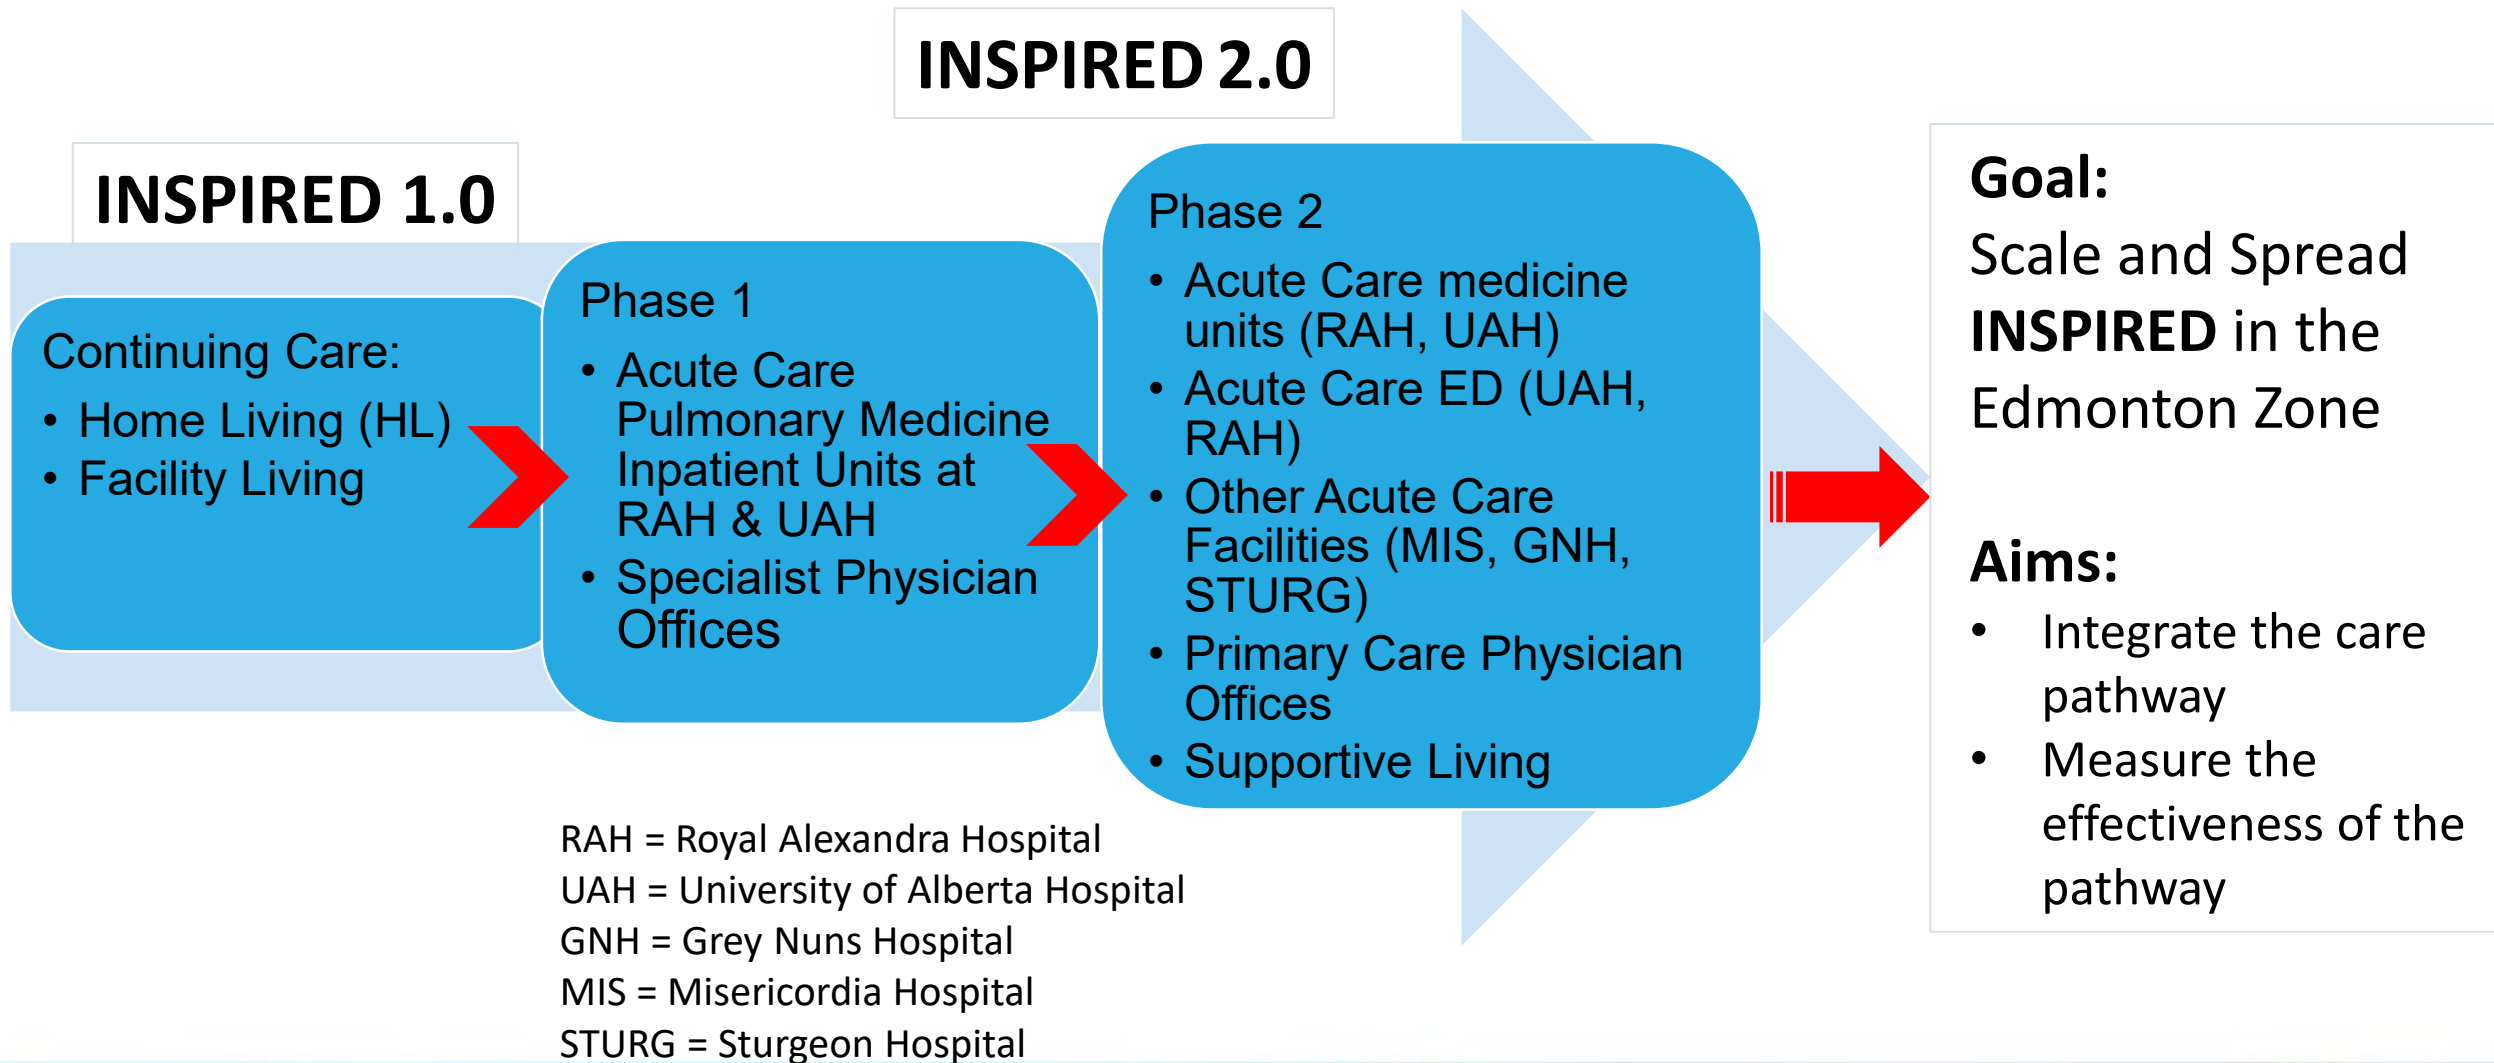 INSPIRED 2.0
INSPIRED 1.0
Continuing Care:
• Home Living (HL)
• Facility Living
Phase 1
• Acute Care
Pulmonary Medicine
Inpatient Units at
RAH & UAH
• Specialist Physician
Offices
Phase 2
• Acute Care medicine
units (RAH, UAH)
• Acute Care ED (UAH,
RAH)
• Other Acute Care
Facilities (MIS, GNH,
STURG)
• Primary Care Physician
Offices
• Supportive Living
Goal:
Scale and Spread
INSPIRED in the
Edmonton Zone
Aims:
• Integrate the care
pathway
• Measure the
effectiveness of the
pathway
RAH = Royal Alexandra Hospital
UAH = University of Alberta Hospital
GNH = Grey Nuns Hospital
MIS = Misericordia Hospital
STURG = Sturgeon Hospital